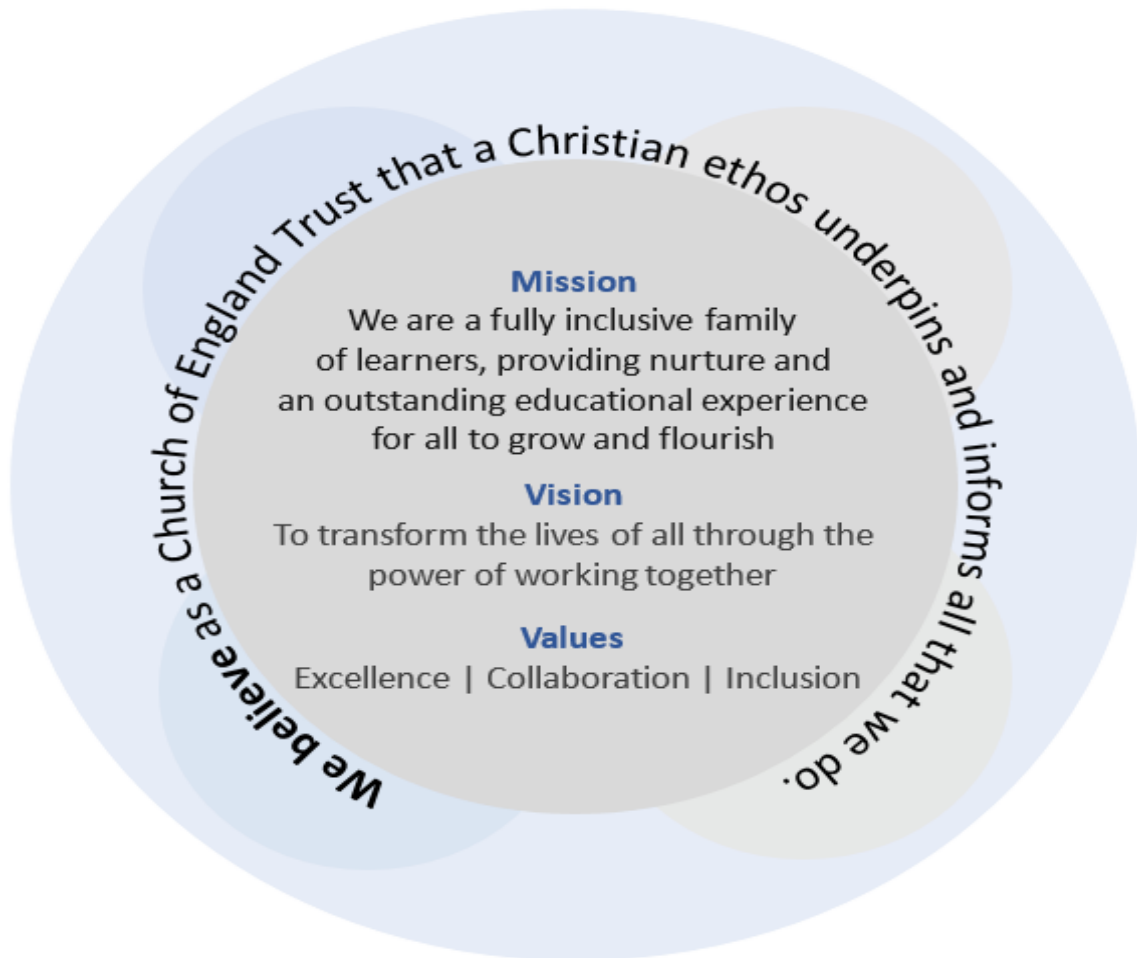 We believe as a Church of England Trust that a Christian ethos underpins and informs all that we do.
Mission
We are a fully inclusive family
of learners, providing nurture and
an outstanding educational experience
for all to grow and flourish
Vision
To transform the lives of all through the
power of working together
Values
Excellence | Collaboration | Inclusion